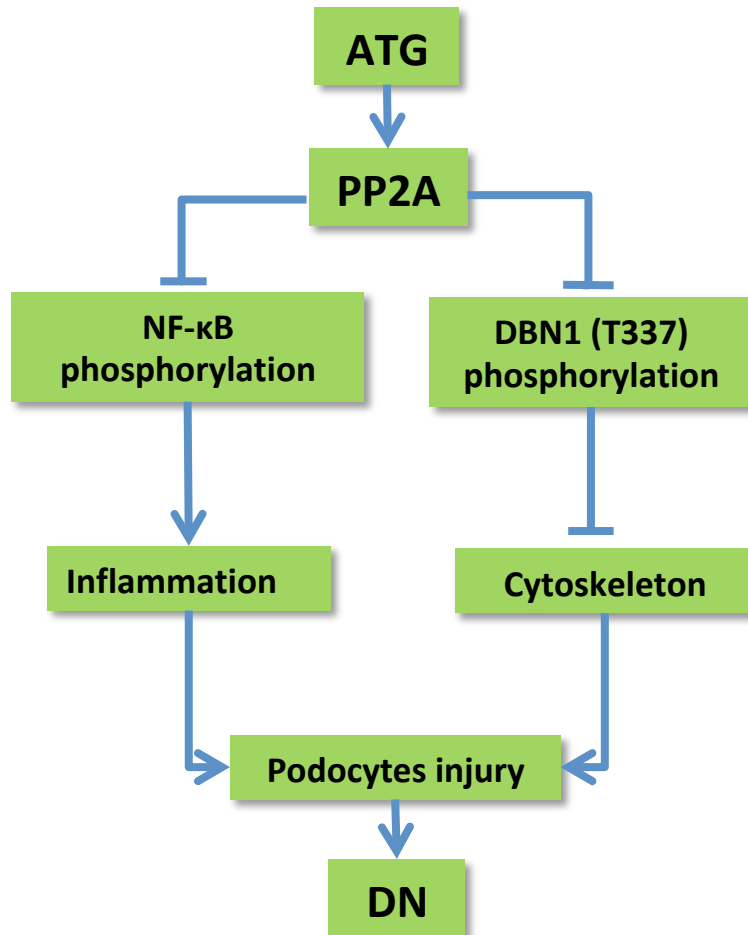 ATG
PP2A
NF-κB
phosphorylation
DBN1 (T337)
phosphorylation
Inflammation
Cytoskeleton
Podocytes injury
DN